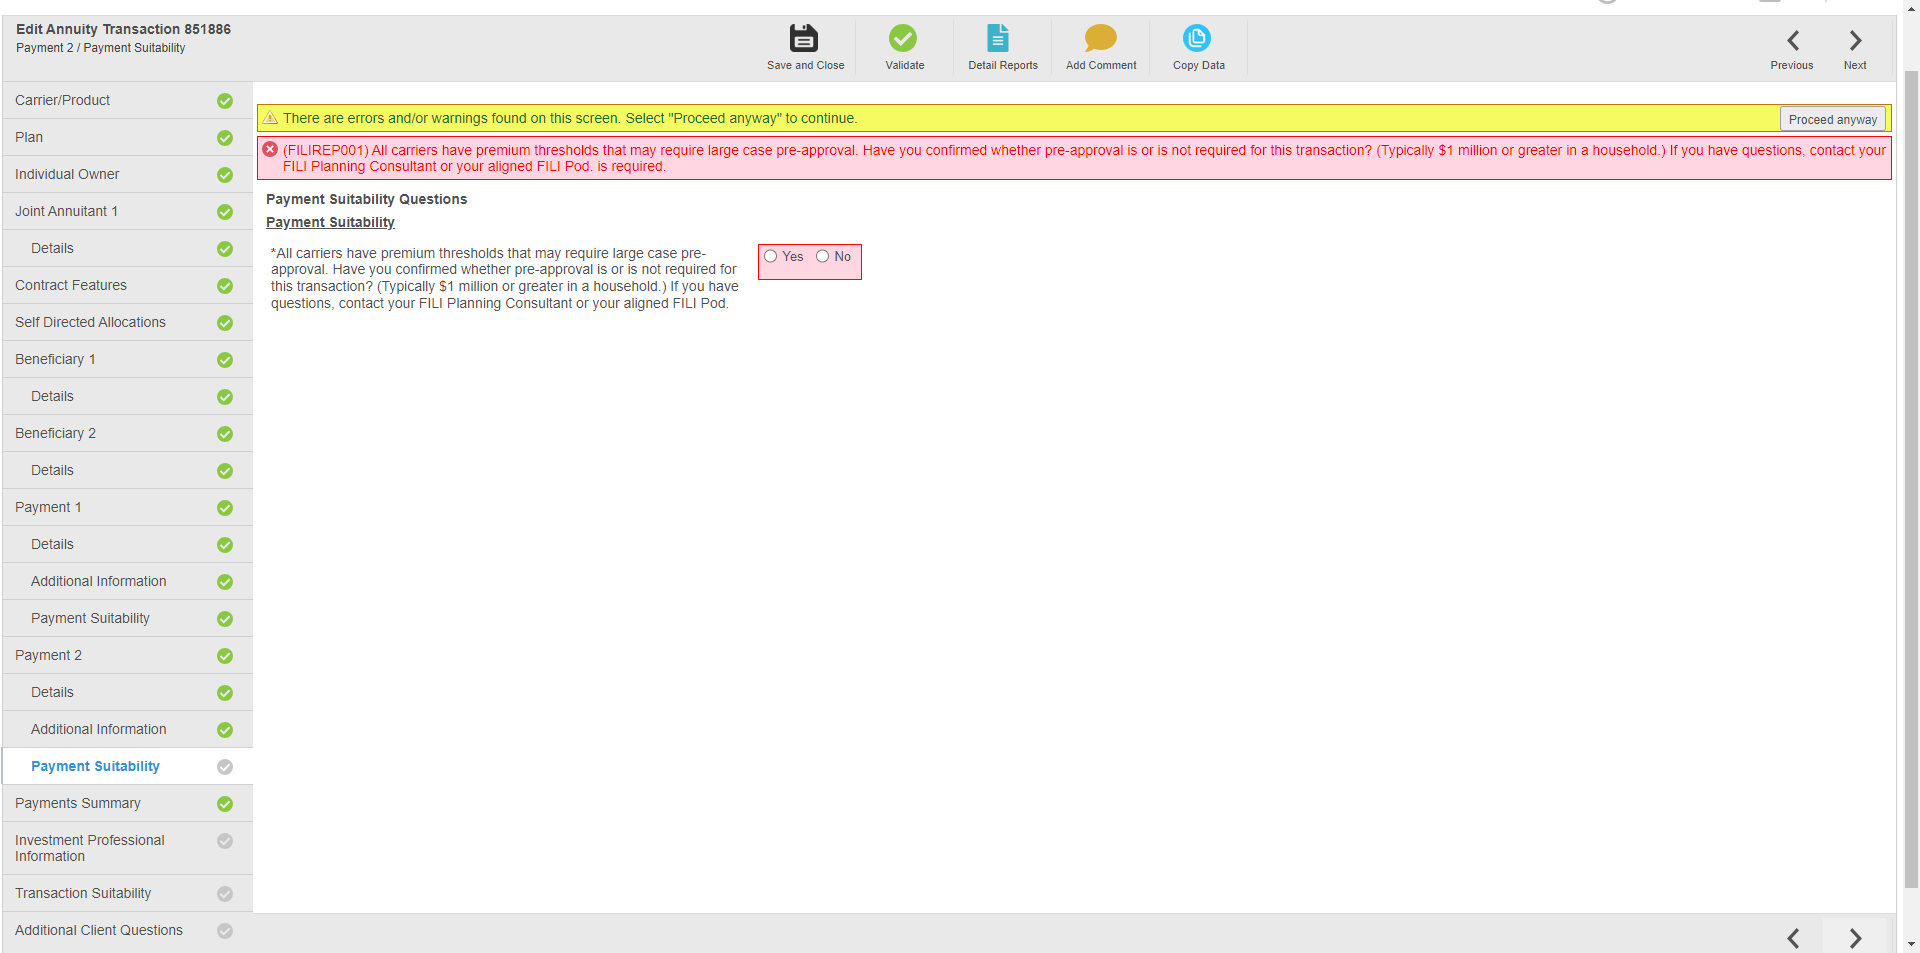 Edit Annuity Transaction 851886
Payment 2 / Payment Suitability
Save and Close
Validate
Detail Reports
Add Comment
Copy Data
Previous
Next
Carrier/Product
Plan
Individual Owner
Joint Annuitant 1
Details
Contract Features
Self Directed Allocations
Beneficiary 1
Details
Beneficiary 2
Details
Payment 1
Details
Additional Information
Payment Suitability
Payment 2
Details
Additional Information
Payment Suitability
Payments Summary
Investment Professional
Information
Transaction Suitability
Additional Client Questions
There are errors and/or warnings found on this screen. Select "Proceed anyway" to continue.
Proceed anyway
(FILIREP001) All carriers have premium thresholds that may require large case pre-approval. Have you confirmed whether pre-approval is or is not required for this transaction? (Typically $1 million or greater in a household.) If you have questions, contact your
FILI Planning Consultant or your aligned FILI Pod. is required.
Payment Suitability Questions
Payment Suitability
*All carriers have premium thresholds that may require large case pre-
approval. Have you confirmed whether pre-approval is or is not required for
this transaction? (Typically $1 million or greater in a household.) If you have
questions, contact your FILI Planning Consultant or your aligned FILI Pod.
Yes
No